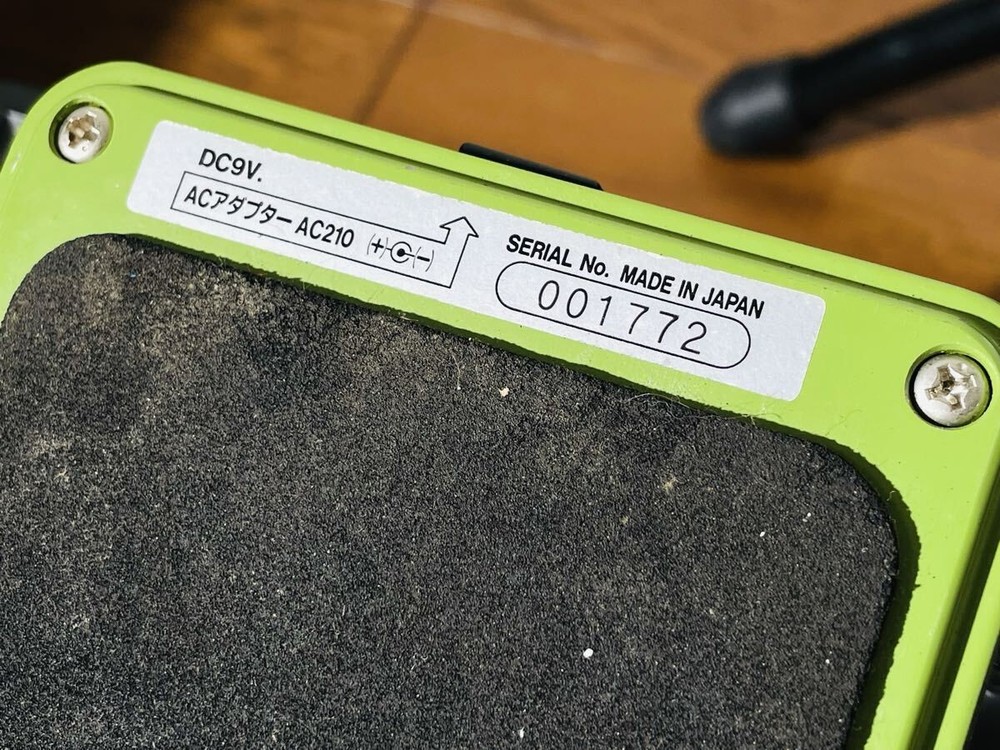 DC9V.
ACアダプター AC210 (+) (−)
SERIAL No. MADE IN JAPAN
001772